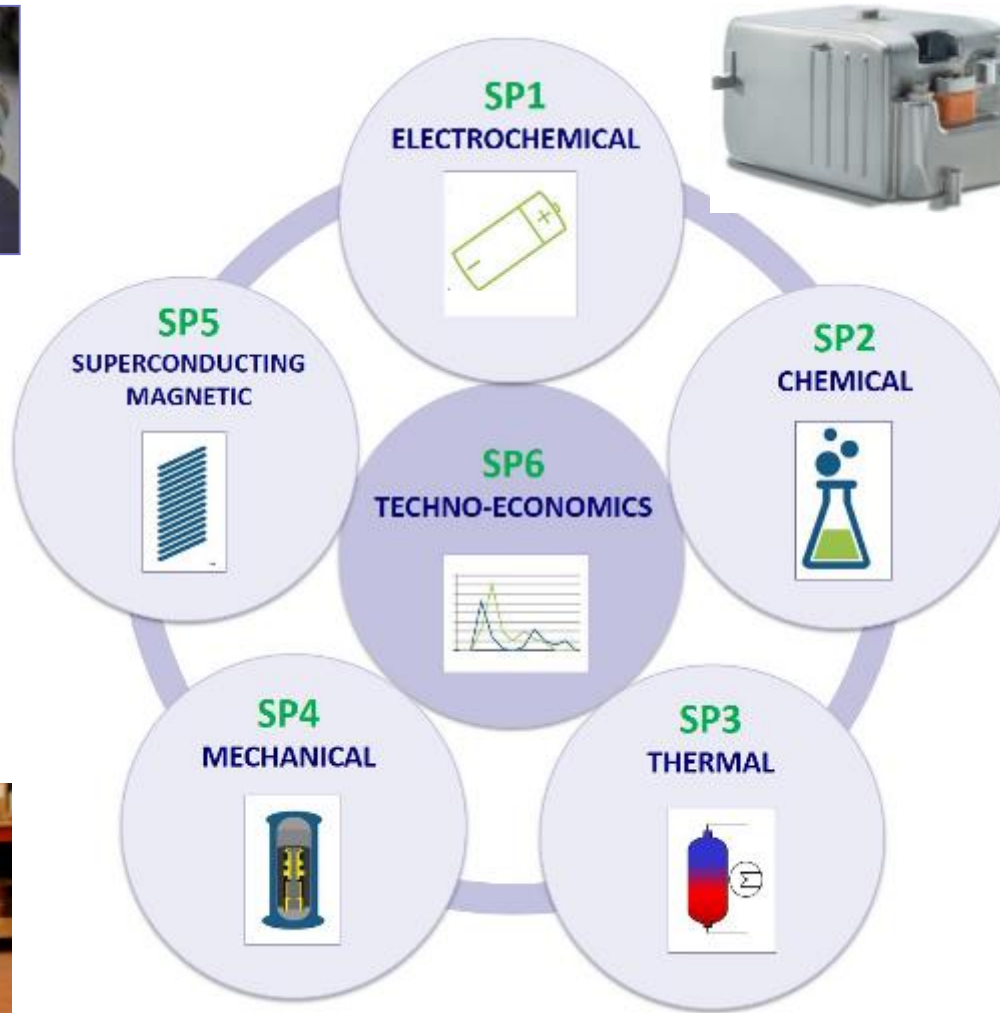 SP1
ELECTROCHEMICAL
SP5
SUPERCONDUCTING
MAGNETIC
SP2
CHEMICAL
SP6
TECHNO-ECONOMICS
SP4
MECHANICAL
SP3
THERMAL